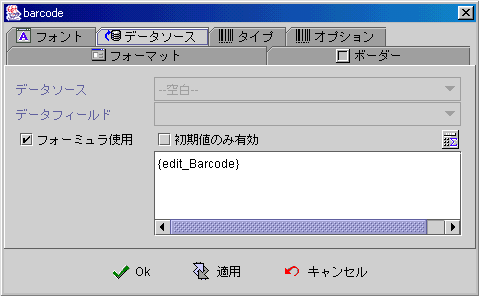 barcode
フォント データソース タイプ オプション
フォーマット ボーダー
データソース --空白--
データフィールド
フォーミュラ使用 初期値のみ有効
{edit_Barcode}
Ok 適用 キャンセル